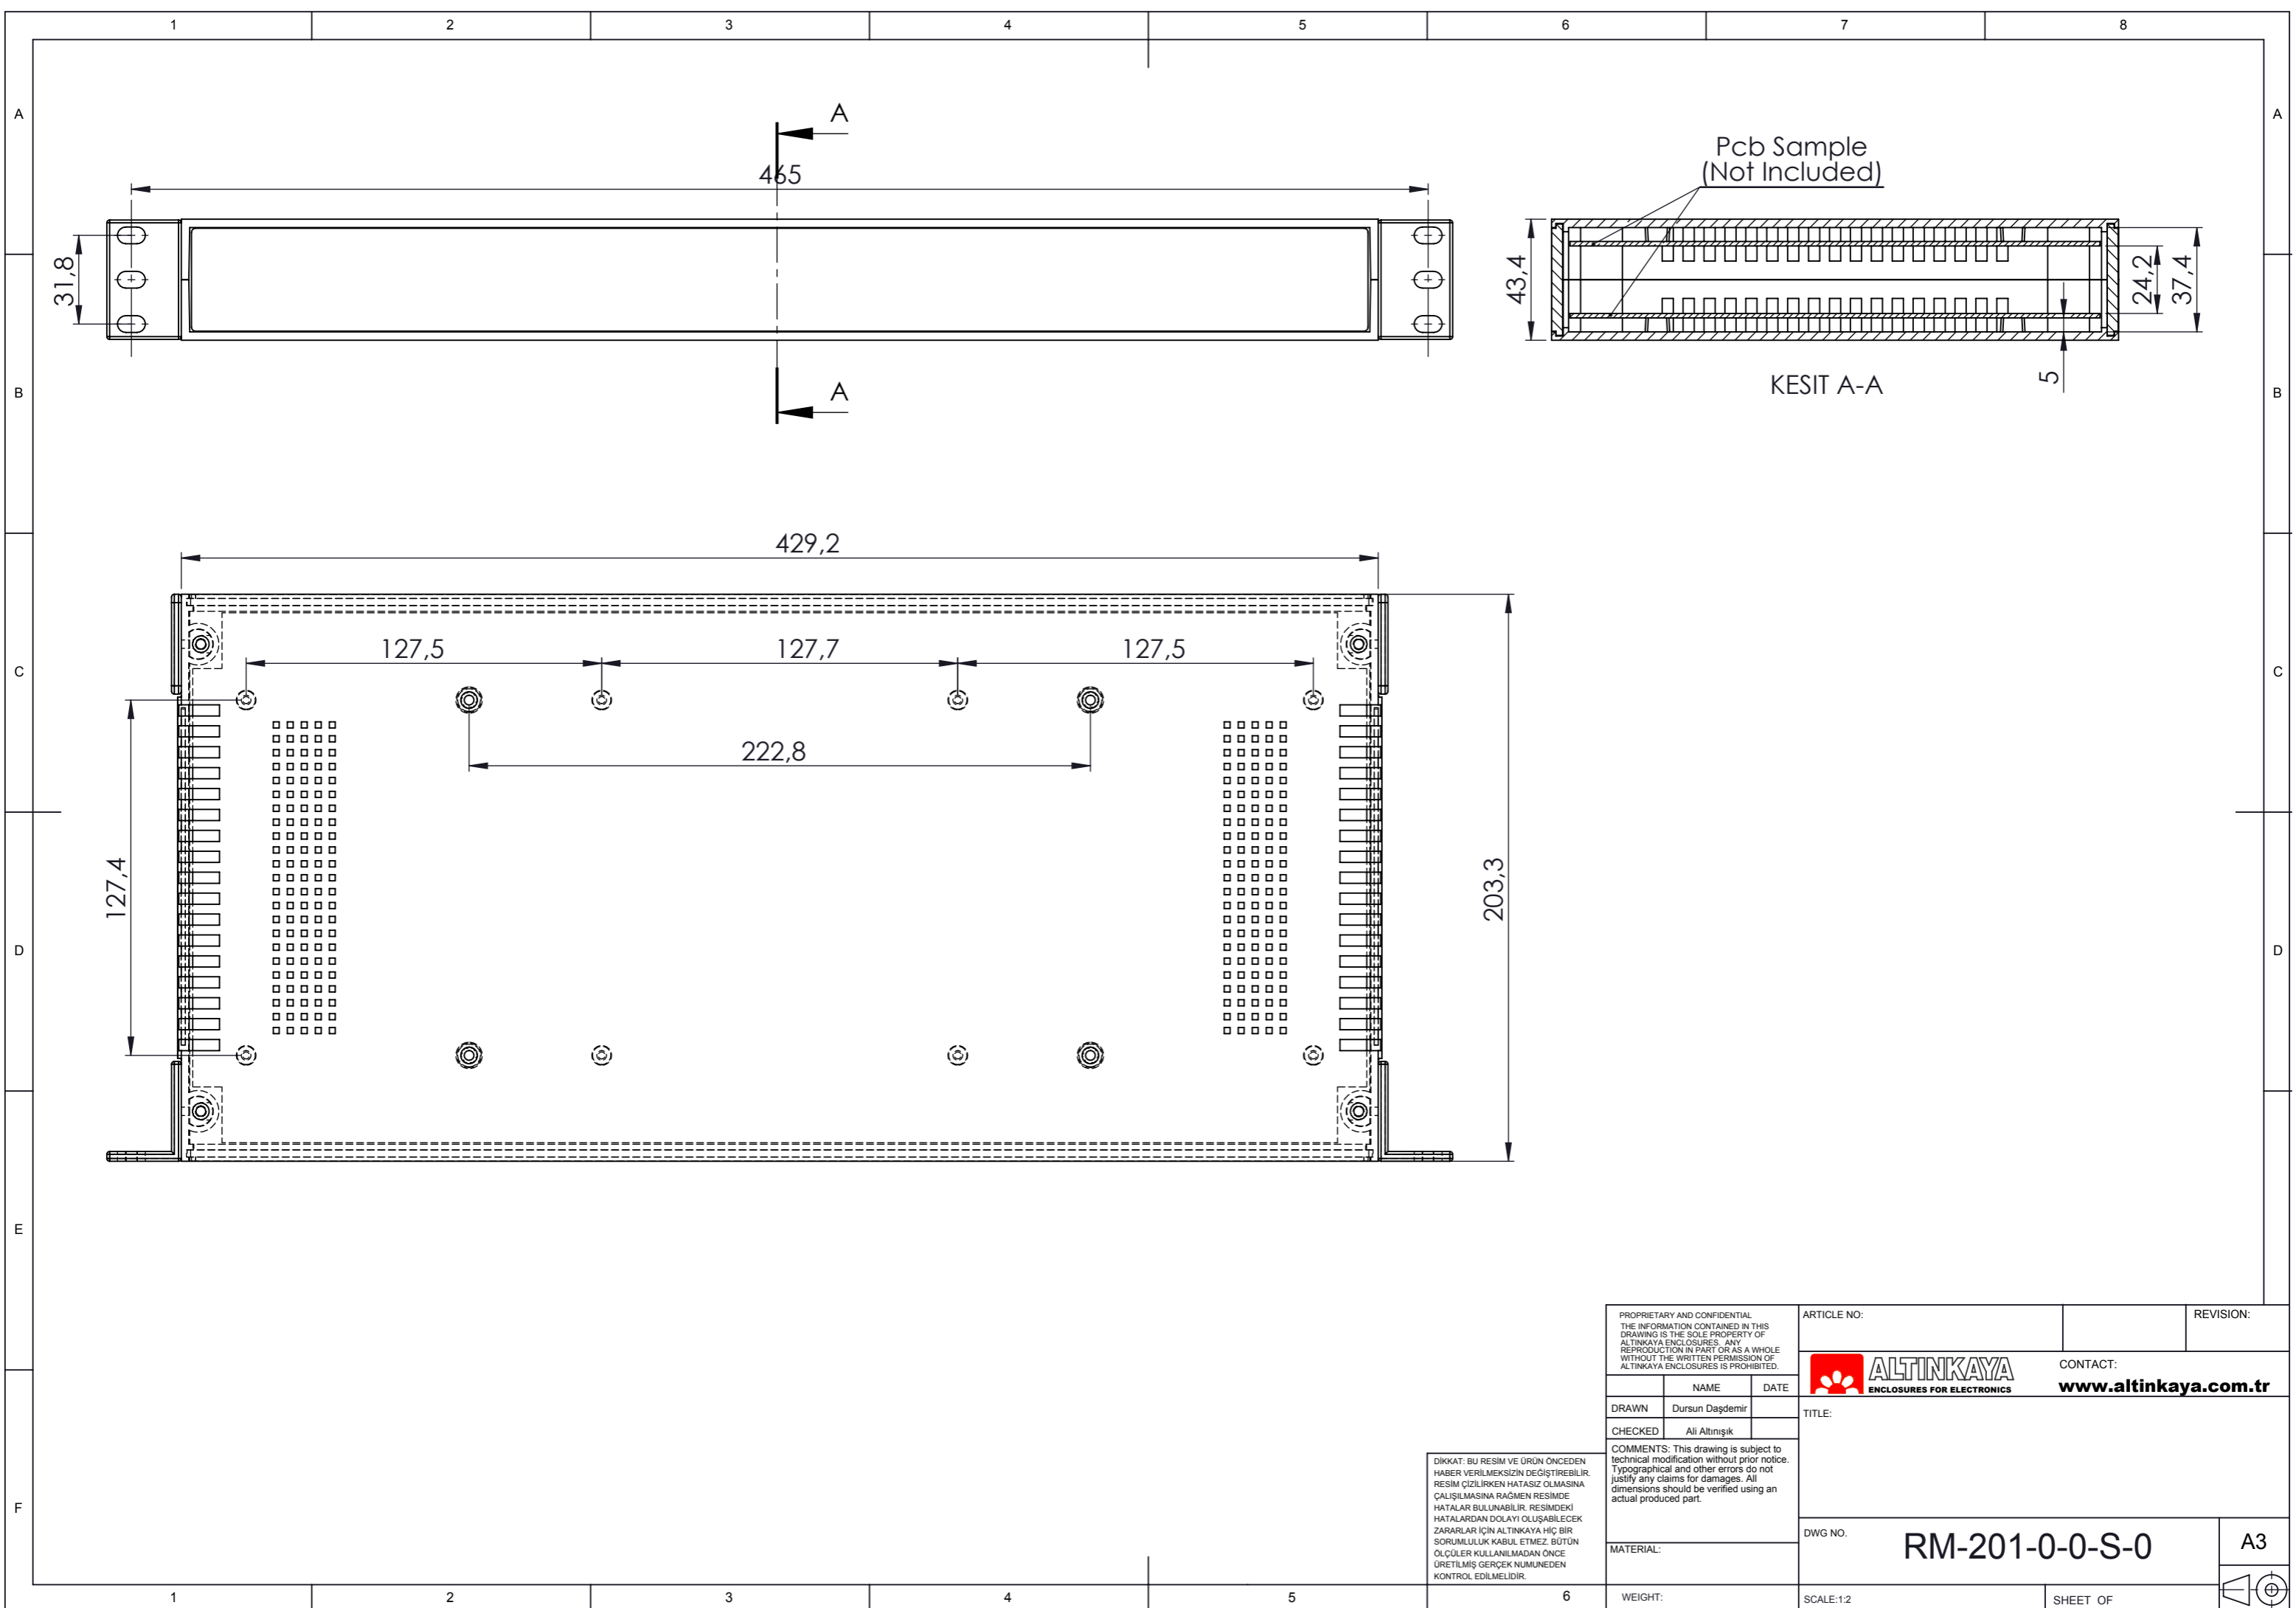 1 2 3 4 5 6 7 8
A A
A
465
Pcb Sample
(Not Included)
31,8
43,4
24,2
37,4
5
A
KESIT A-A
B B
429,2
127,5 127,7 127,5
C C
222,8
127,4
203,3
D D
E
F
PROPRIETARY AND CONFIDENTIAL
THE INFORMATION CONTAINED IN THIS
DRAWING IS THE SOLE PROPERTY OF
ALTINKAYA ENCLOSURES. ANY
REPRODUCTION IN PART OR AS A WHOLE
WITHOUT THE WRITTEN PERMISSION OF
ALTINKAYA ENCLOSURES IS PROHIBITED.
ARTICLE NO:
REVISION:
ALTINKAYA
ENCLOSURES FOR ELECTRONICS
CONTACT:
www.altinkaya.com.tr
NAME DATE
DRAWN Dursun Daşdemir
CHECKED Ali Altınışık
TITLE:
COMMENTS: This drawing is subject to
technical modification without prior notice.
Typographical and other errors do not
justify any claims for damages. All
dimensions should be verified using an
actual produced part.
DİKKAT: BU RESİM VE ÜRÜN ÖNCEDEN
HABER VERİLMEKSİZİN DEĞİŞTİREBİLİR.
RESİM ÇİZİLİRKEN HATASIZ OLMASINA
ÇALIŞILMASINA RAĞMEN RESİMDE
HATALAR BULUNABİLİR. RESİMDEKİ
HATALARDAN DOLAYI OLUŞABİLECEK
ZARARLAR İÇİN ALTINKAYA HİÇ BİR
SORUMLULUK KABUL ETMEZ. BÜTÜN
ÖLÇÜLER KULLANILMADAN ÖNCE
ÜRETİLMİŞ GERÇEK NUMUNEDEN
KONTROL EDİLMELİDİR.
MATERIAL:
DWG NO.
RM-201-0-0-S-0
A3
WEIGHT:
SCALE:1:2
SHEET OF
1 2 3 4 5 6